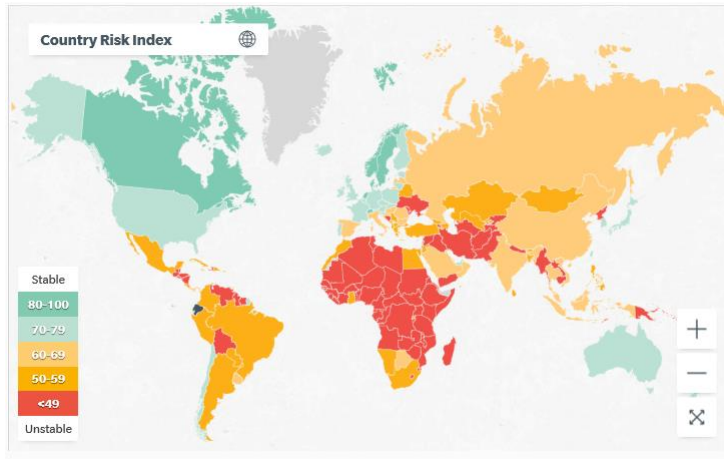 Country Risk Index
Stable
80-100
70-79
60-69
50-59
<49
Unstable